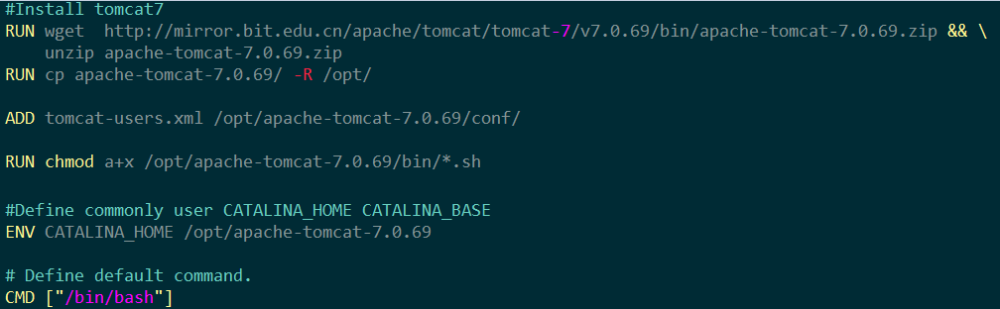 #Install tomcat7
RUN wget  http://mirror.bit.edu.cn/apache/tomcat/tomcat-7/v7.0.69/bin/apache-tomcat-7.0.69.zip && \
    unzip apache-tomcat-7.0.69.zip
RUN cp apache-tomcat-7.0.69/ -R /opt/
ADD tomcat-users.xml /opt/apache-tomcat-7.0.69/conf/
RUN chmod a+x /opt/apache-tomcat-7.0.69/bin/*.sh
#Define commonly user CATALINA_HOME CATALINA_BASE
ENV CATALINA_HOME /opt/apache-tomcat-7.0.69
# Define default command.
CMD ["/bin/bash"]